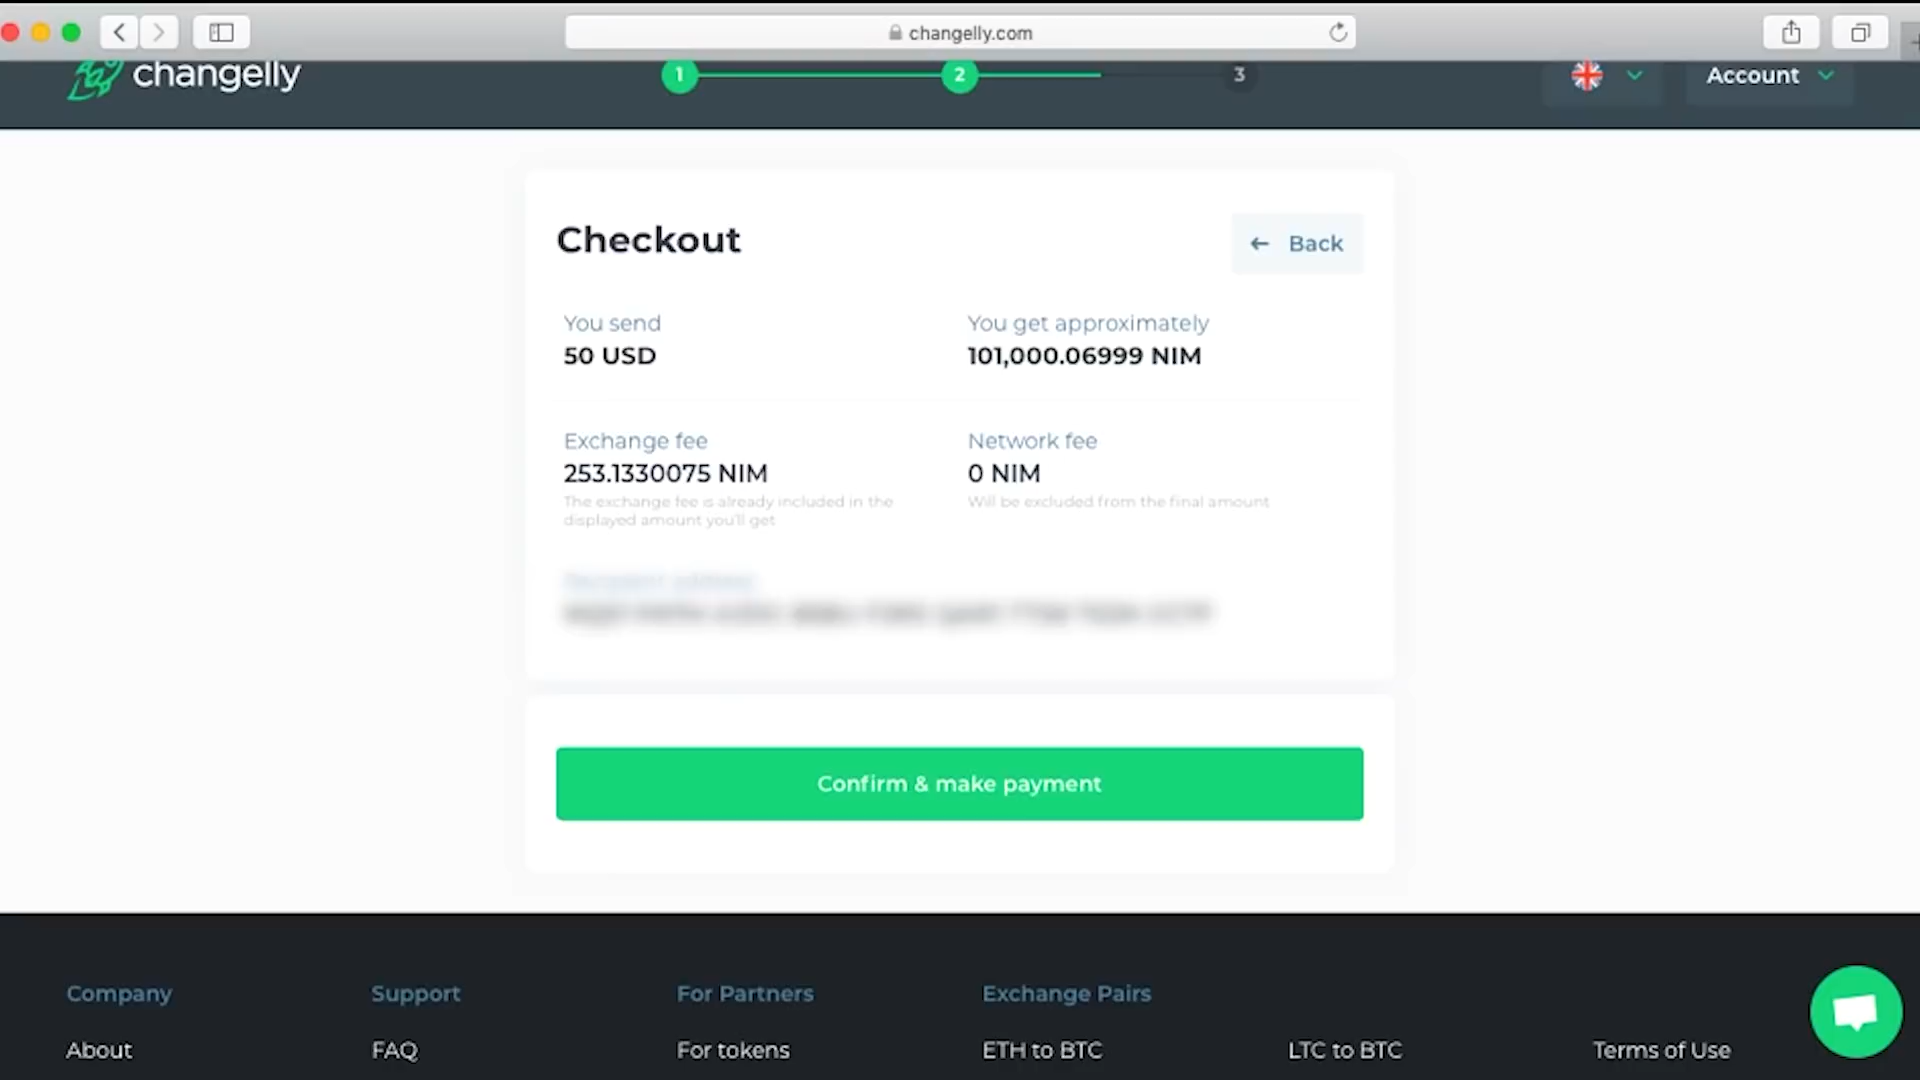 changelly.com
changelly
1
2
3
Account
Checkout
← Back
You send
50 USD
You get approximately
101,000.06999 NIM
Exchange fee
253.1330075 NIM
The exchange fee is already included in the
displayed amount you'll get
Network fee
0 NIM
Will be excluded from the final amount
Confirm & make payment
Company
Support
For Partners
Exchange Pairs
About
FAQ
For tokens
ETH to BTC
LTC to BTC
Terms of Use